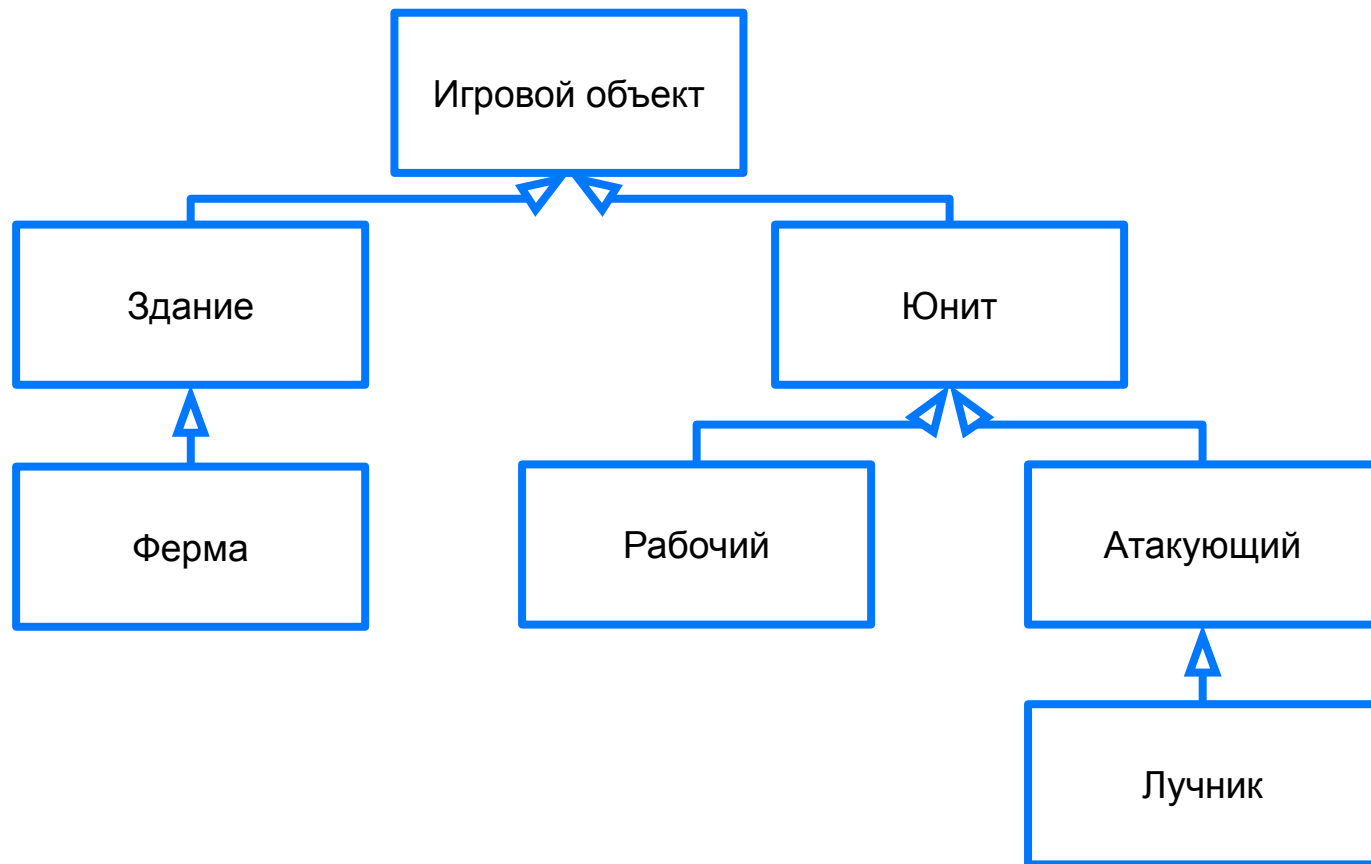 Игровой объект
Здание
Юнит
Ферма
Рабочий
Атакующий
Лучник